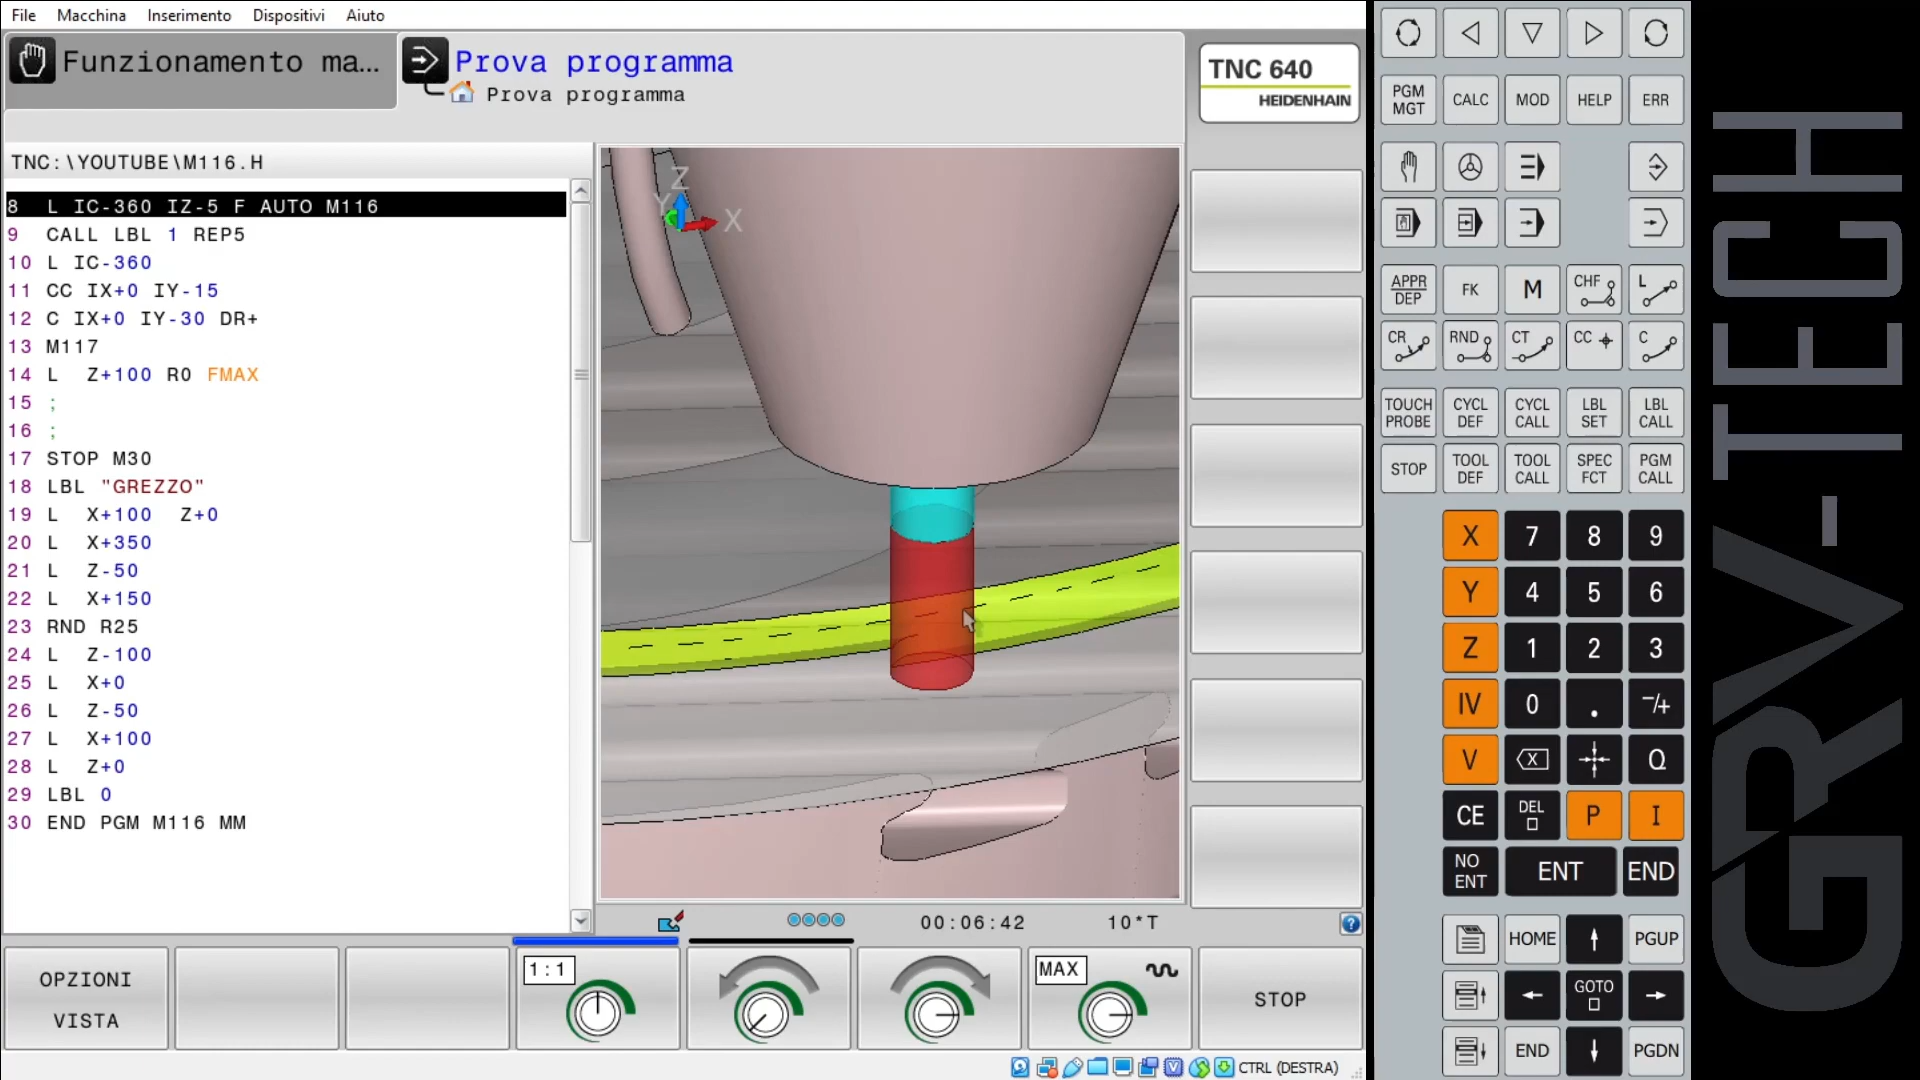 File Macchina Inserimento Dispositivi Aiuto
Funzionamento ma...
Prova programma
Prova programma
TNC 640
HEIDENHAIN
TNC:\YOUTUBE\M116.H
8 L IC-360 IZ-5 F AUTO M116
9 CALL LBL 1 REP5
10 L IC-360
11 CC IX+0 IY-15
12 C IX+0 IY-30 DR+
13 M117
14 L Z+100 R0 FMAX
15 ;
16 ;
17 STOP M30
18 LBL "GREZZO"
19 L X+100 Z+0
20 L X+350
21 L Z-50
22 L X+150
23 RND R25
24 L Z-100
25 L X+0
26 L Z-50
27 L X+100
28 L Z+0
29 LBL 0
30 END PGM M116 MM
Z
Y
X
00:06:42 10*T
OPZIONI
VISTA
1:1
MAX
STOP
CTRL (DESTRA)
PGM MGT CALC MOD HELP ERR
APPR DEP FK M CHF L
CR RND CT CC C
TOUCH PROBE CYCL DEF CYCL CALL LBL SET LBL CALL
STOP TOOL DEF TOOL CALL SPEC FCT PGM CALL
X 7 8 9
Y 4 5 6
Z 1 2 3
IV 0 . -/+
V X Q
CE DEL P I
NO ENT ENT END
HOME PGUP
GOTO
END PGDN
GRV-TECH